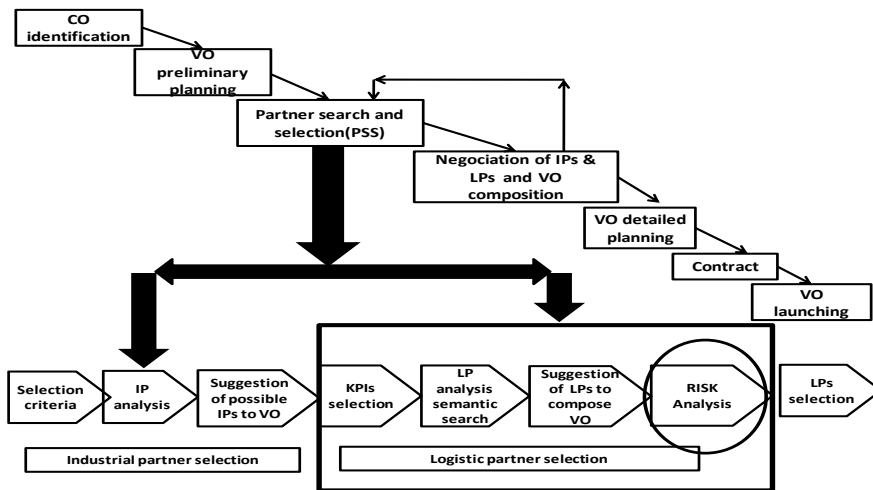 CO
identification
VO
preliminary
planning
Partner search and
selection(PSS)
Negociation of IPs &
LPs and VO
composition
VO detailed
planning
Contract
VO
launching
Selection
criteria
IP
analysis
Suggestion
of possible
IPs to VO
KPIs
selection
LP
analysis
semantic
search
Suggestion
of LPs to
compose
VO
RISK
Analysis
LPs
selection
Industrial partner selection
Logistic partner selection